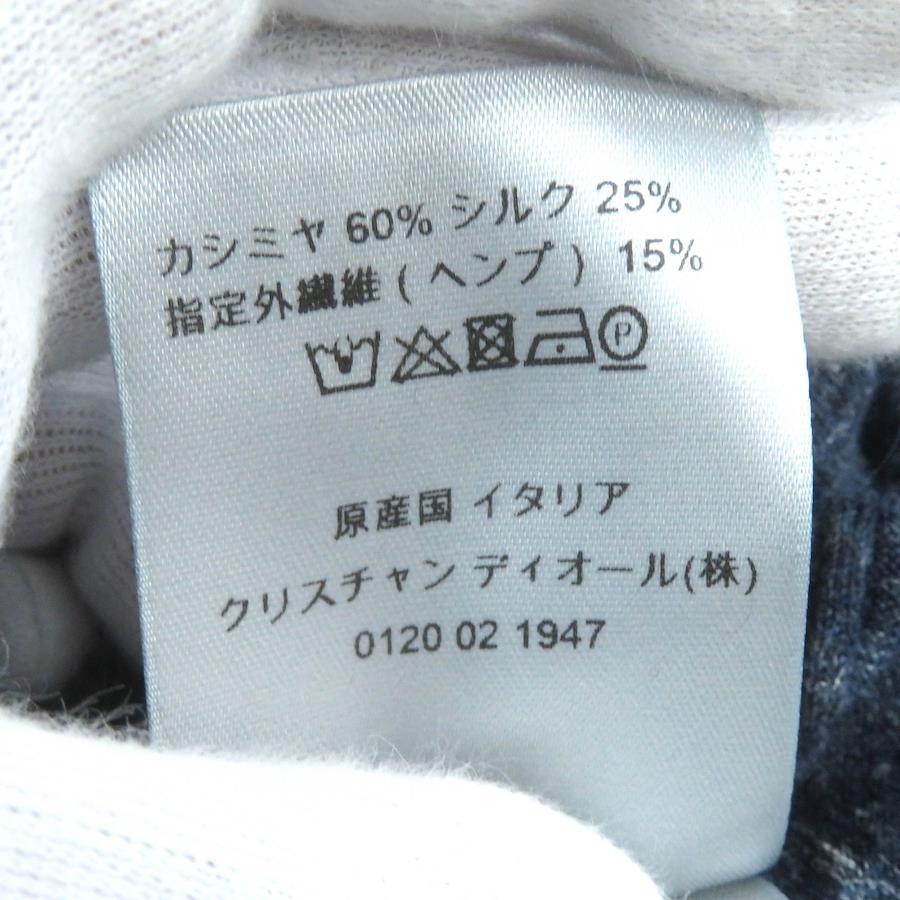 カシミヤ 60% シルク 25%
指定外繊維 ( ヘンプ ) 15%
P
原産国 イタリア
クリスチャン ディオール(株)
0120 02 1947